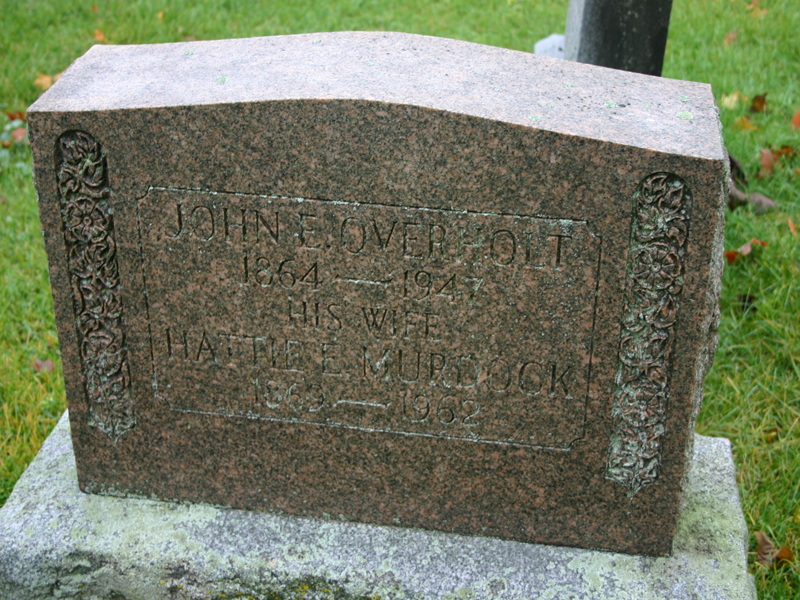 JOHN E. OVERHOLT
1864 — 1947
HIS WIFE
HATTIE E. MURDOCK
1869 — 1962